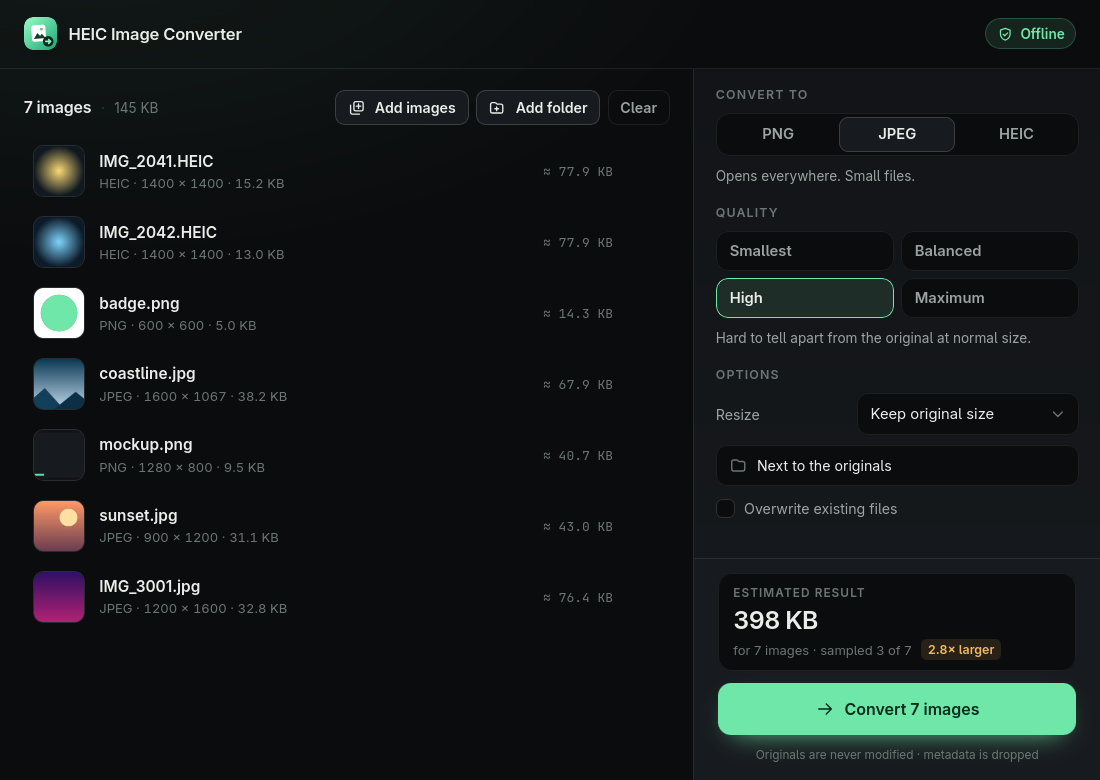 HEIC Image Converter
Offline
7 images · 145 KB
Add images
Add folder
Clear
IMG_2041.HEIC
HEIC · 1400 × 1400 · 15.2 KB
≈ 77.9 KB
IMG_2042.HEIC
HEIC · 1400 × 1400 · 13.0 KB
≈ 77.9 KB
badge.png
PNG · 600 × 600 · 5.0 KB
≈ 14.3 KB
coastline.jpg
JPEG · 1600 × 1067 · 38.2 KB
≈ 67.9 KB
mockup.png
PNG · 1280 × 800 · 9.5 KB
≈ 40.7 KB
sunset.jpg
JPEG · 900 × 1200 · 31.1 KB
≈ 43.0 KB
IMG_3001.jpg
JPEG · 1200 × 1600 · 32.8 KB
≈ 76.4 KB
CONVERT TO
PNG
JPEG
HEIC
Opens everywhere. Small files.
QUALITY
Smallest
Balanced
High
Maximum
Hard to tell apart from the original at normal size.
OPTIONS
Resize
Keep original size
Next to the originals
Overwrite existing files
ESTIMATED RESULT
398 KB
for 7 images · sampled 3 of 7
2.8× larger
Convert 7 images
Originals are never modified · metadata is dropped